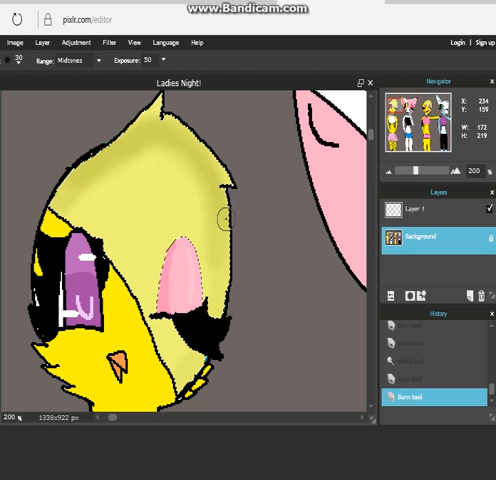 www.Bandicam.com
pixlr.com/editor
Image Layer Adjustment Filter View Language Help Login | Sign up
30 Range: Midtones Exposure: 50
Ladies Night!
Navigator
X: 234
Y: 159
W: 172
H: 219
200 %
Layers
Layer 1
Background
History
Burn tool
Burn tool
200 % 1338x922 px